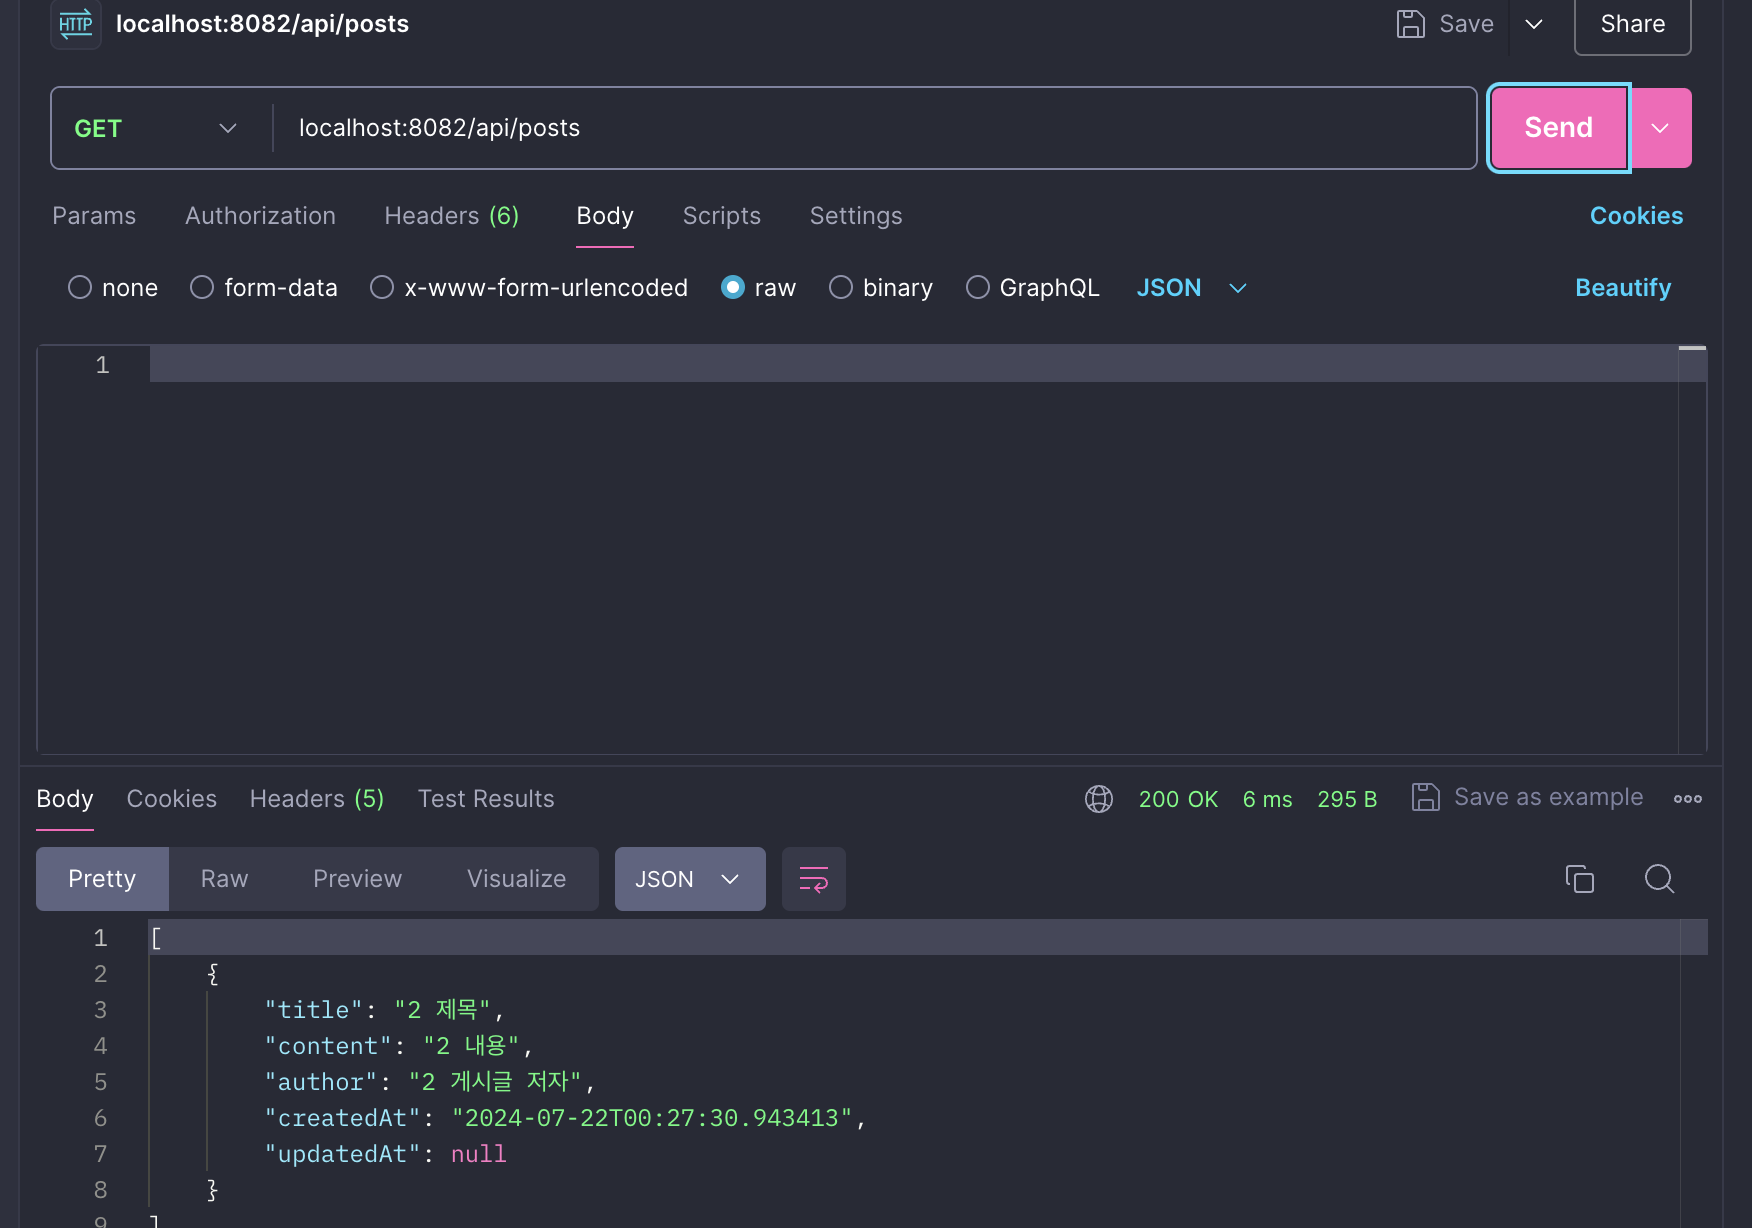 HTTP localhost:8082/api/posts Save Share
GET localhost:8082/api/posts Send
Params Authorization Headers (6) Body Scripts Settings Cookies
none form-data x-www-form-urlencoded raw binary GraphQL JSON Beautify
1
Body Cookies Headers (5) Test Results 200 OK 6 ms 295 B Save as example
Pretty Raw Preview Visualize JSON
1 [
2 {
3 "title": "2 제목",
4 "content": "2 내용",
5 "author": "2 게시글 저자",
6 "createdAt": "2024-07-22T00:27:30.943413",
7 "updatedAt": null
8 }
9 ]